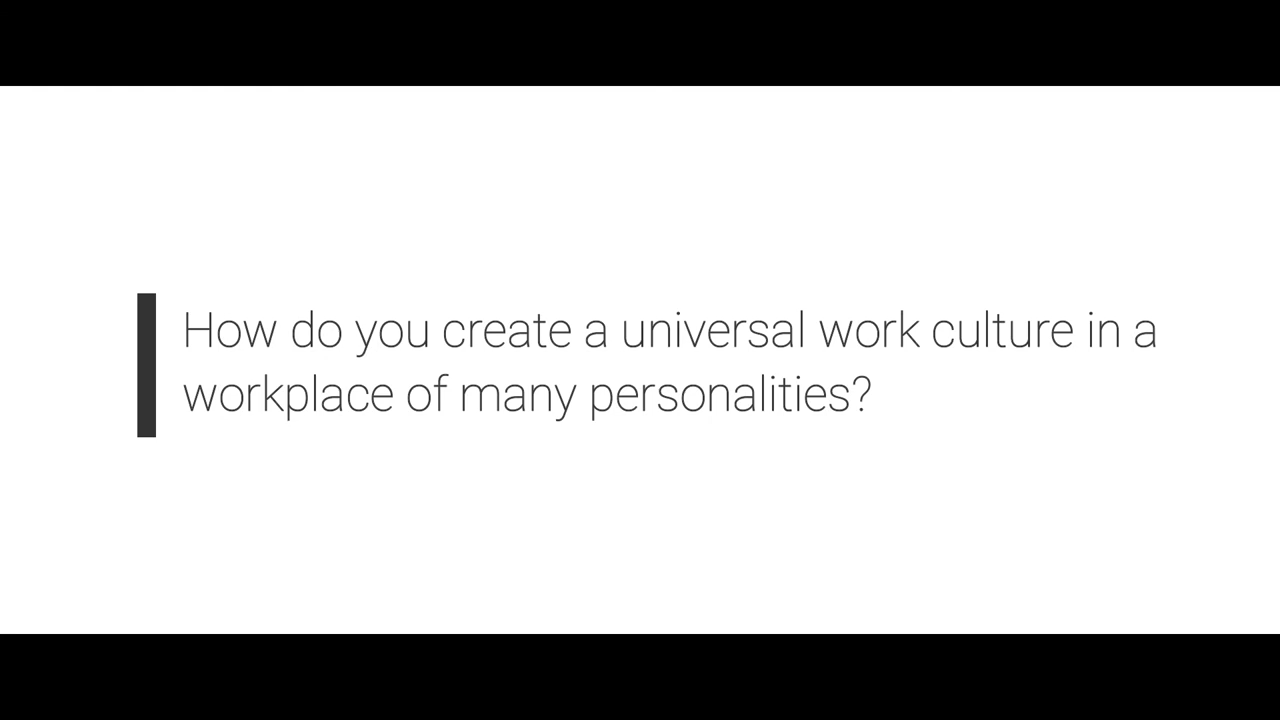 How do you create a universal work culture in a
workplace of many personalities?